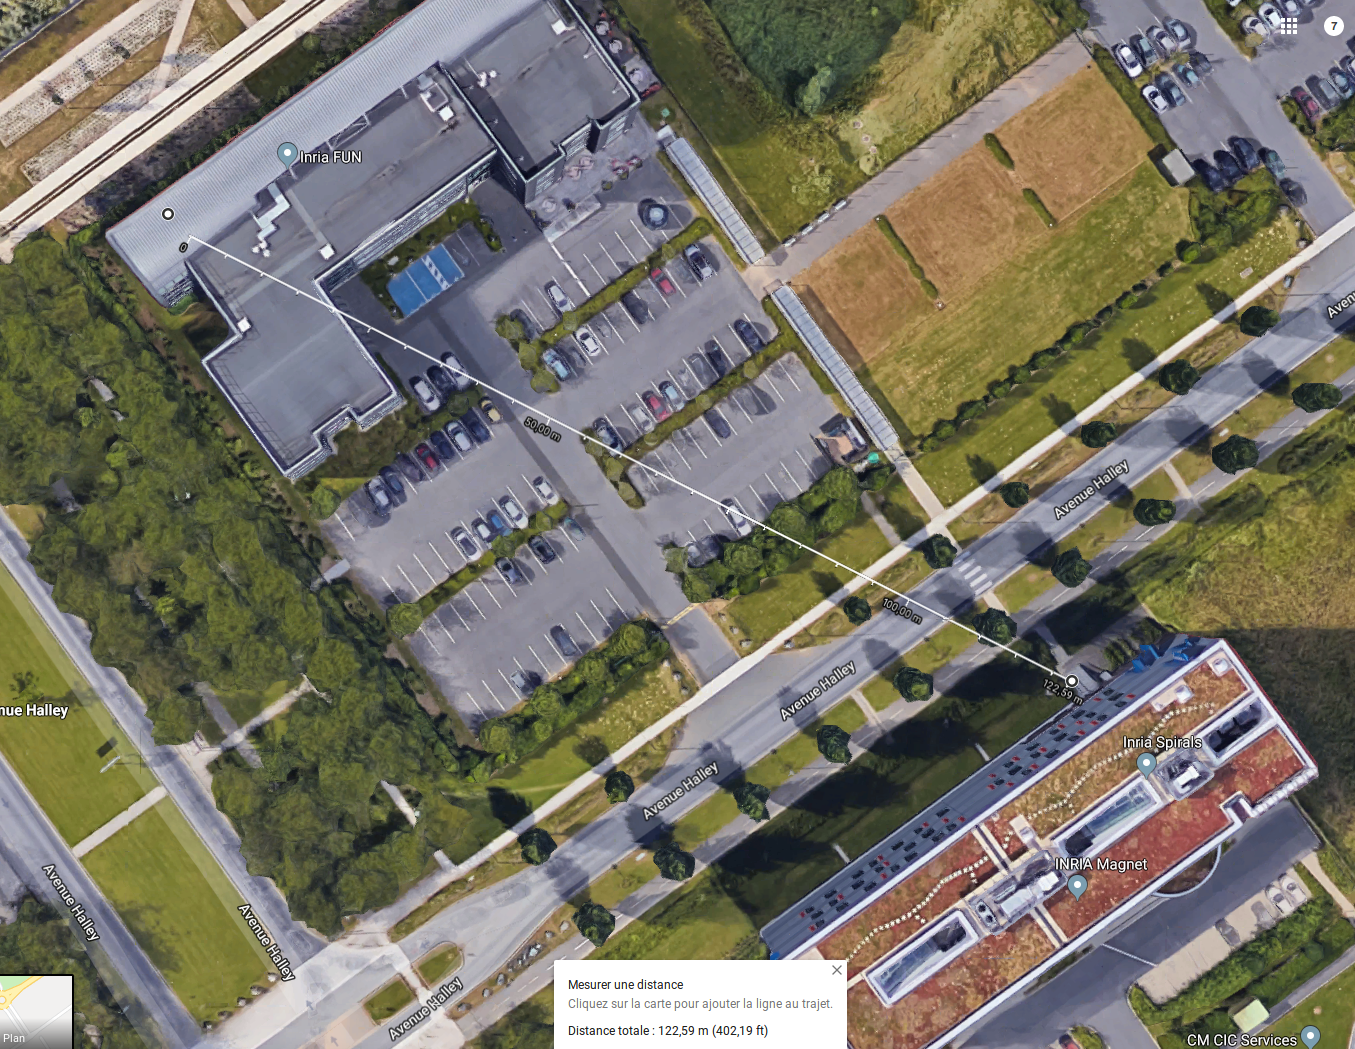 7
Inria FUN
0
50,00 m
Aven
Avenue Halley
100,00 m
122,59 m
Avenue Halley
nue Halley
Inria Spirals
Avenue Halley
INRIA Magnet
Avenue Halley
Avenue Halley
Mesurer une distance
Cliquez sur la carte pour ajouter la ligne au trajet.
Distance totale : 122,59 m (402,19 ft)
Avenue Halley
Plan
CM CIC Services